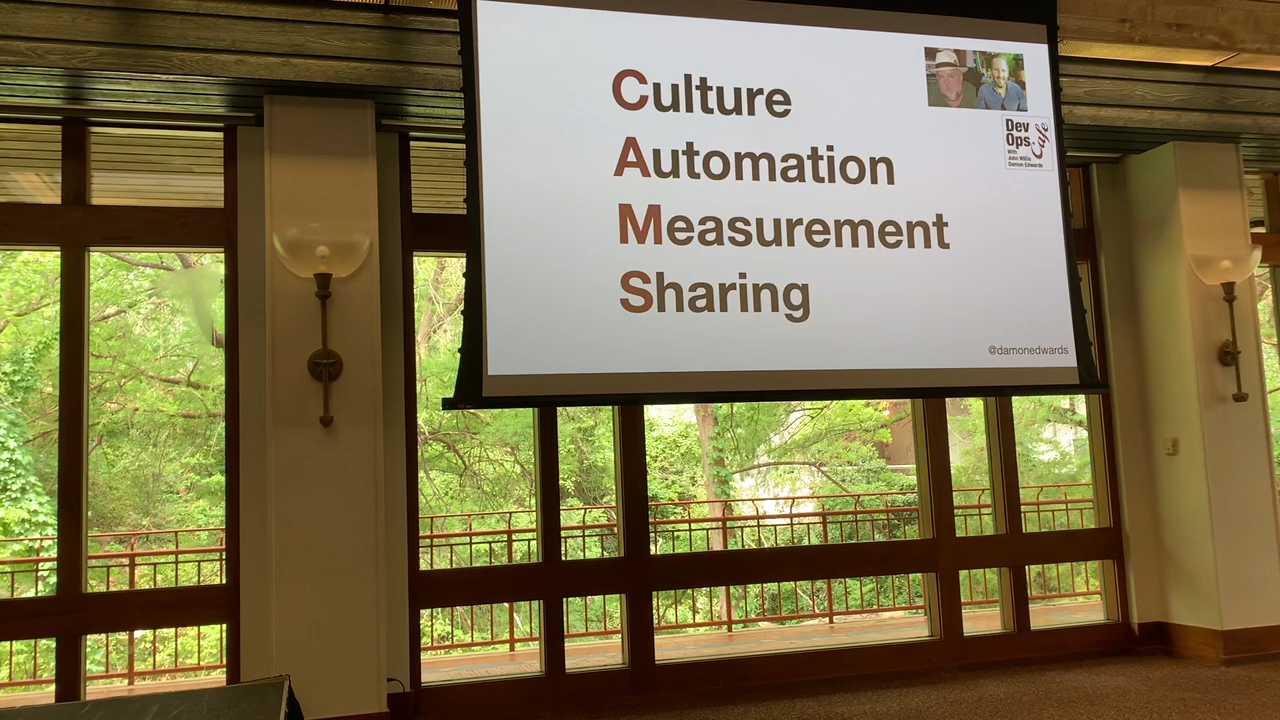 Culture
Automation
Measurement
Sharing
Dev
Ops
Cafe
With
John Willis
Damon Edwards
@damonedwards